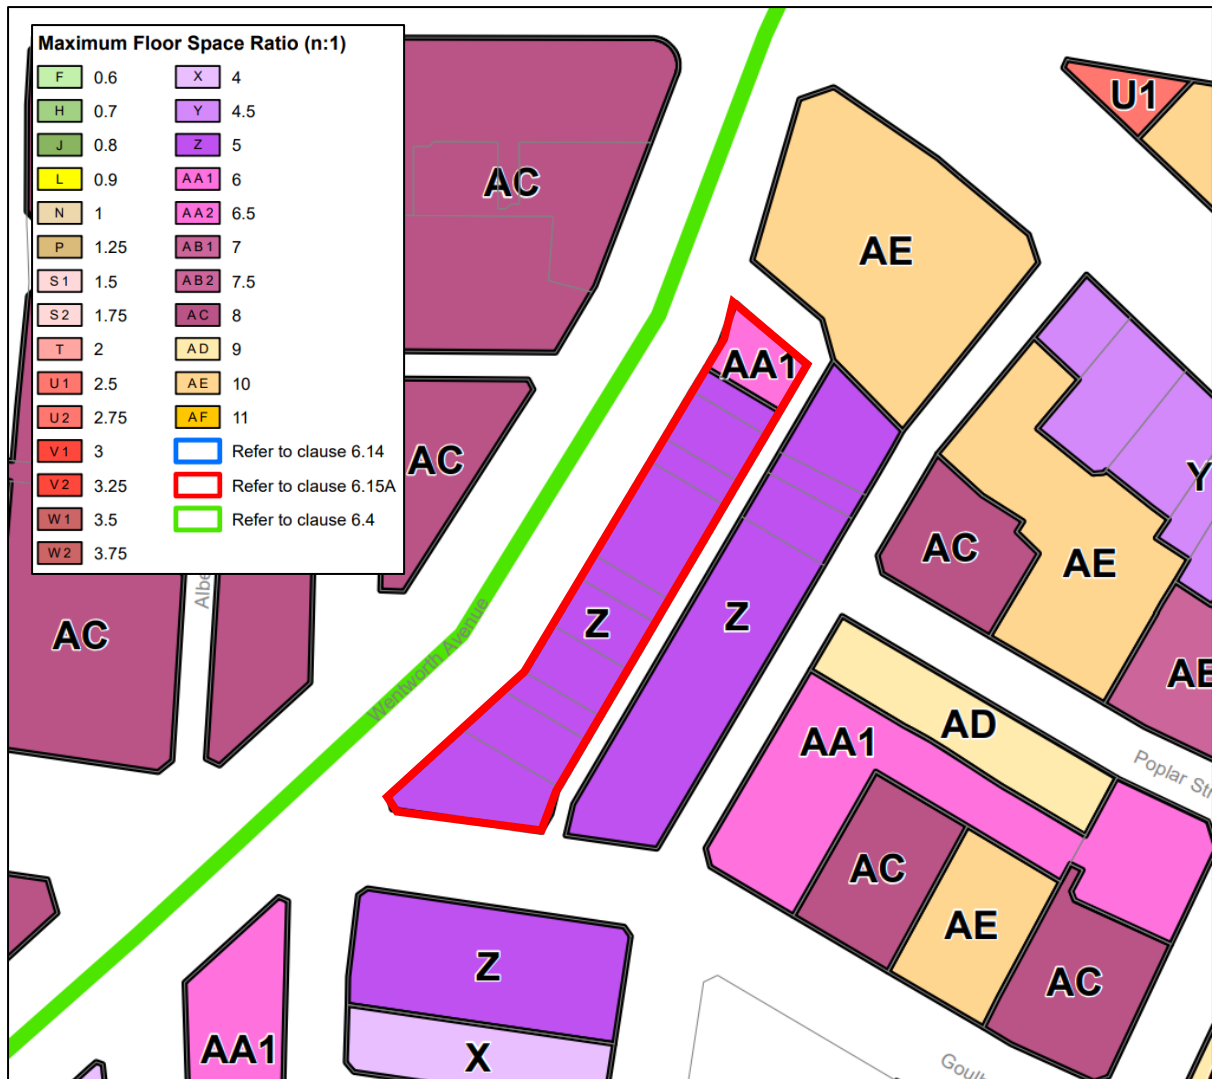 Maximum Floor Space Ratio (n:1)
F 0.6
H 0.7
J 0.8
L 0.9
N 1
P 1.25
S1 1.5
S2 1.75
T 2
U1 2.5
U2 2.75
V1 3
V2 3.25
W1 3.5
W2 3.75
X 4
Y 4.5
Z 5
AA1 6
AA2 6.5
AB1 7
AB2 7.5
AC 8
AD 9
AE 10
AF 11
Refer to clause 6.14
Refer to clause 6.15A
Refer to clause 6.4
U1
AC
AE
AA1
AC
Y
AC
AE
Albe
Z
Z
AC
Wentworth Avenue
AD
AA1
Poplar Str
AC
AE
Z
AC
AA1
X
Goult